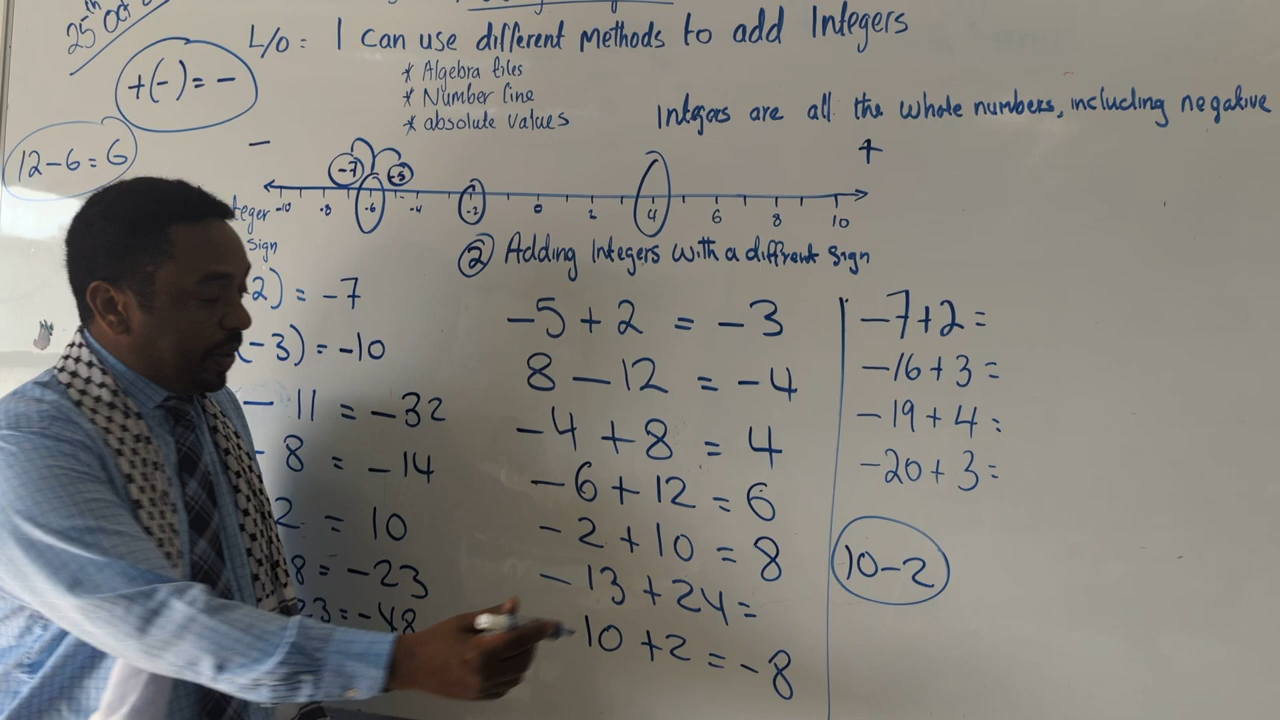 25th Oct
L/o = I can use different Methods to add Integers
+(-) = -
* Algebra tiles
* Number line
* absolute values
Integers are all the whole numbers, including negative
12-6=6
- +
-7 -5
-10 -8 -6 -4 -2 0 2 4 6 8 10
teger
sign
② Adding Integers with a different sign
2) = -7
(-3) = -10
- 11 = -32
- 8 = -14
2 = 10
8 = -23
23 = -48
-5 + 2 = -3
8 - 12 = -4
-4 + 8 = 4
-6 + 12 = 6
-2 + 10 = 8
-13 + 24 =
-10 + 2 = -8
-7+2=
-16+3=
-19+4=
-20+3=
10-2